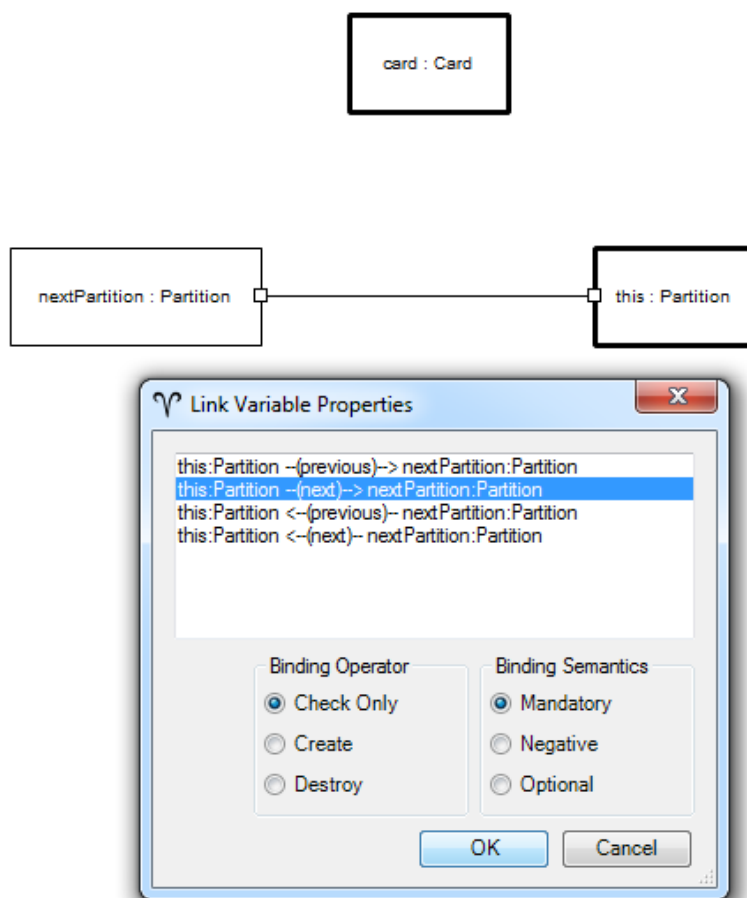 card : Card
nextPartition : Partition
this : Partition
Link Variable Properties
this:Partition --(previous)--> nextPartition:Partition
this:Partition --(next)--> nextPartition:Partition
this:Partition <--(previous)-- nextPartition:Partition
this:Partition <--(next)-- nextPartition:Partition
Binding Operator
Binding Semantics
Check Only
Mandatory
Create
Negative
Destroy
Optional
OK
Cancel